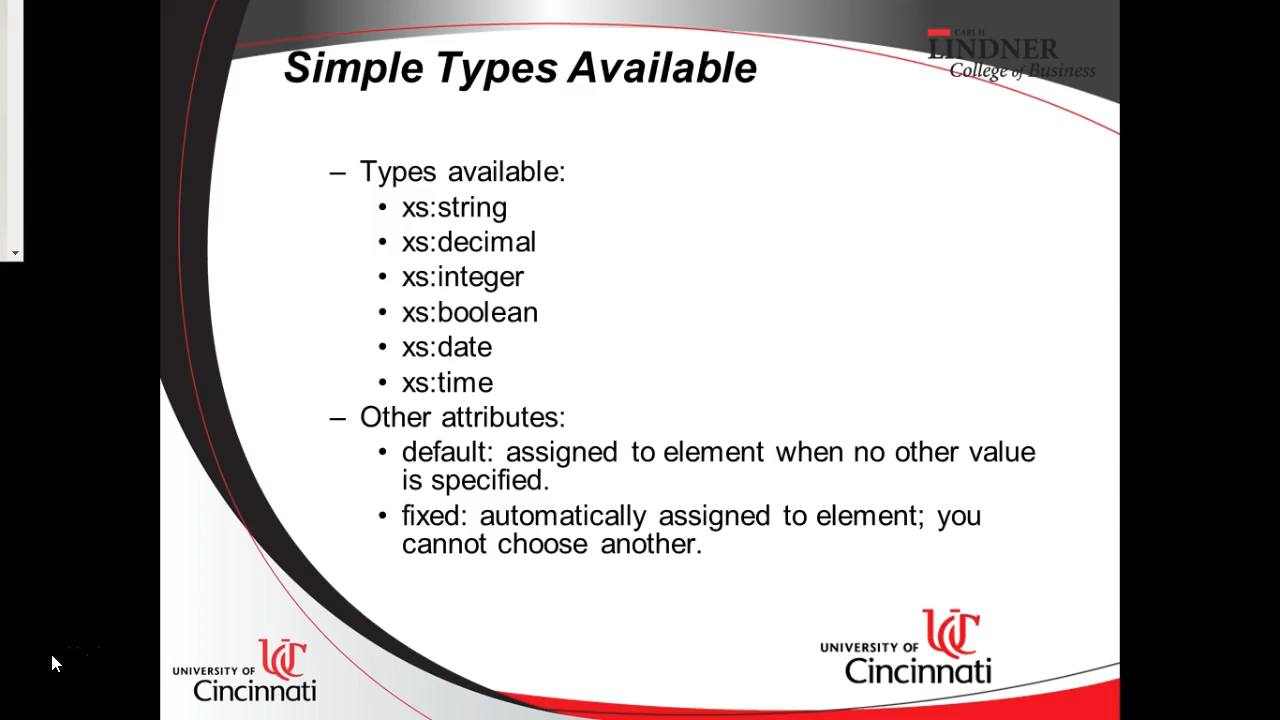 CARL H.
LINDNER
College of Business
Simple Types Available
– Types available:
• xs:string
• xs:decimal
• xs:integer
• xs:boolean
• xs:date
• xs:time
– Other attributes:
• default: assigned to element when no other value
is specified.
• fixed: automatically assigned to element; you
cannot choose another.
UNIVERSITY OF
Cincinnati
UC
UNIVERSITY OF
Cincinnati
UC